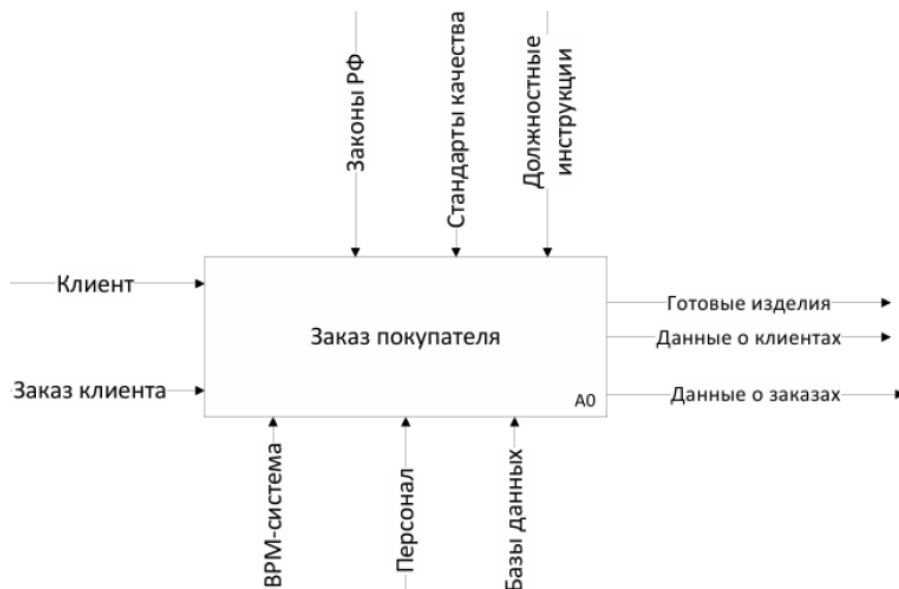 Законы РФ
Стандарты качества
Должностные
инструкции
Клиент
Заказ клиента
Заказ покупателя
А0
Готовые изделия
Данные о клиентах
Данные о заказах
BPM-система
Персонал
Базы данных